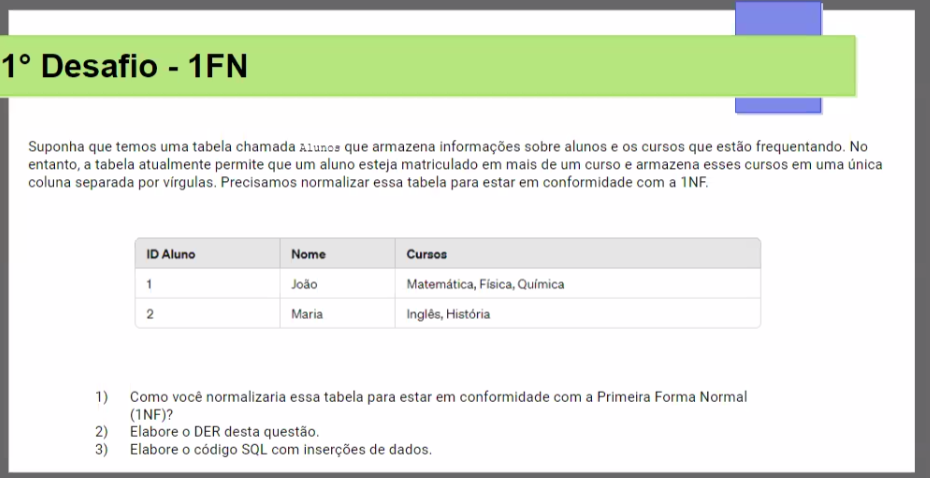 1° Desafio - 1FN
Suponha que temos uma tabela chamada Alunos que armazena informações sobre alunos e os cursos que estão frequentando. No
entanto, a tabela atualmente permite que um aluno esteja matriculado em mais de um curso e armazena esses cursos em uma única
coluna separada por vírgulas. Precisamos normalizar essa tabela para estar em conformidade com a 1NF.
ID Aluno Nome Cursos
1 João Matemática, Física, Química
2 Maria Inglês, História
1) Como você normalizaria essa tabela para estar em conformidade com a Primeira Forma Normal
(1NF)?
2) Elabore o DER desta questão.
3) Elabore o código SQL com inserções de dados.